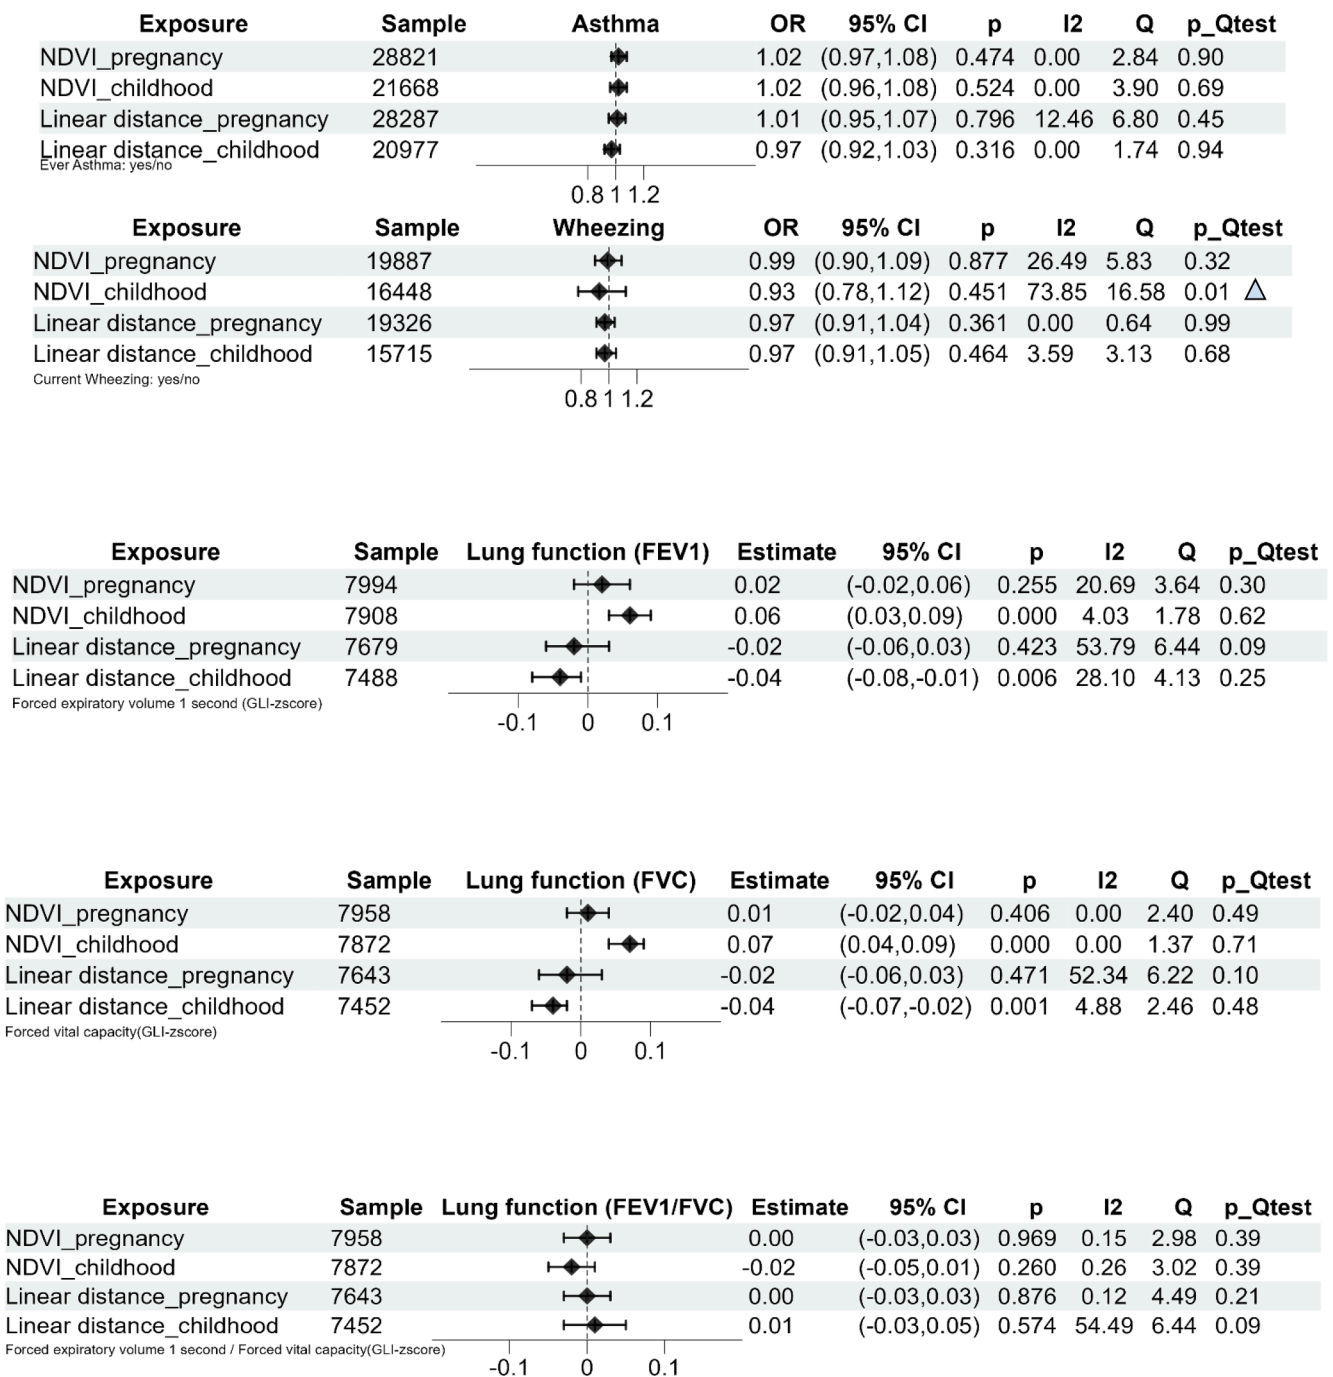 Exposure Sample Asthma OR 95% CI p I2 Q p_Qtest
NDVI_pregnancy 28821 1.02 (0.97,1.08) 0.474 0.00 2.84 0.90
NDVI_childhood 21668 1.02 (0.96,1.08) 0.524 0.00 3.90 0.69
Linear distance_pregnancy 28287 1.01 (0.95,1.07) 0.796 12.46 6.80 0.45
Linear distance_childhood 20977 0.97 (0.92,1.03) 0.316 0.00 1.74 0.94
Ever Asthma: yes/no
0.8 1 1.2
Exposure Sample Wheezing OR 95% CI p I2 Q p_Qtest
NDVI_pregnancy 19887 0.99 (0.90,1.09) 0.877 26.49 5.83 0.32
NDVI_childhood 16448 0.93 (0.78,1.12) 0.451 73.85 16.58 0.01
Linear distance_pregnancy 19326 0.97 (0.91,1.04) 0.361 0.00 0.64 0.99
Linear distance_childhood 15715 0.97 (0.91,1.05) 0.464 3.59 3.13 0.68
Current Wheezing: yes/no
0.8 1 1.2
Exposure Sample Lung function (FEV1) Estimate 95% CI p I2 Q p_Qtest
NDVI_pregnancy 7994 0.02 (-0.02,0.06) 0.255 20.69 3.64 0.30
NDVI_childhood 7908 0.06 (0.03,0.09) 0.000 4.03 1.78 0.62
Linear distance_pregnancy 7679 -0.02 (-0.06,0.03) 0.423 53.79 6.44 0.09
Linear distance_childhood 7488 -0.04 (-0.08,-0.01) 0.006 28.10 4.13 0.25
Forced expiratory volume 1 second (GLI-zscore)
-0.1 0 0.1
Exposure Sample Lung function (FVC) Estimate 95% CI p I2 Q p_Qtest
NDVI_pregnancy 7958 0.01 (-0.02,0.04) 0.406 0.00 2.40 0.49
NDVI_childhood 7872 0.07 (0.04,0.09) 0.000 0.00 1.37 0.71
Linear distance_pregnancy 7643 -0.02 (-0.06,0.03) 0.471 52.34 6.22 0.10
Linear distance_childhood 7452 -0.04 (-0.07,-0.02) 0.001 4.88 2.46 0.48
Forced vital capacity(GLI-zscore)
-0.1 0 0.1
Exposure Sample Lung function (FEV1/FVC) Estimate 95% CI p I2 Q p_Qtest
NDVI_pregnancy 7958 0.00 (-0.03,0.03) 0.969 0.15 2.98 0.39
NDVI_childhood 7872 -0.02 (-0.05,0.01) 0.260 0.26 3.02 0.39
Linear distance_pregnancy 7643 0.00 (-0.03,0.03) 0.876 0.12 4.49 0.21
Linear distance_childhood 7452 0.01 (-0.03,0.05) 0.574 54.49 6.44 0.09
Forced expiratory volume 1 second / Forced vital capacity(GLI-zscore)
-0.1 0 0.1